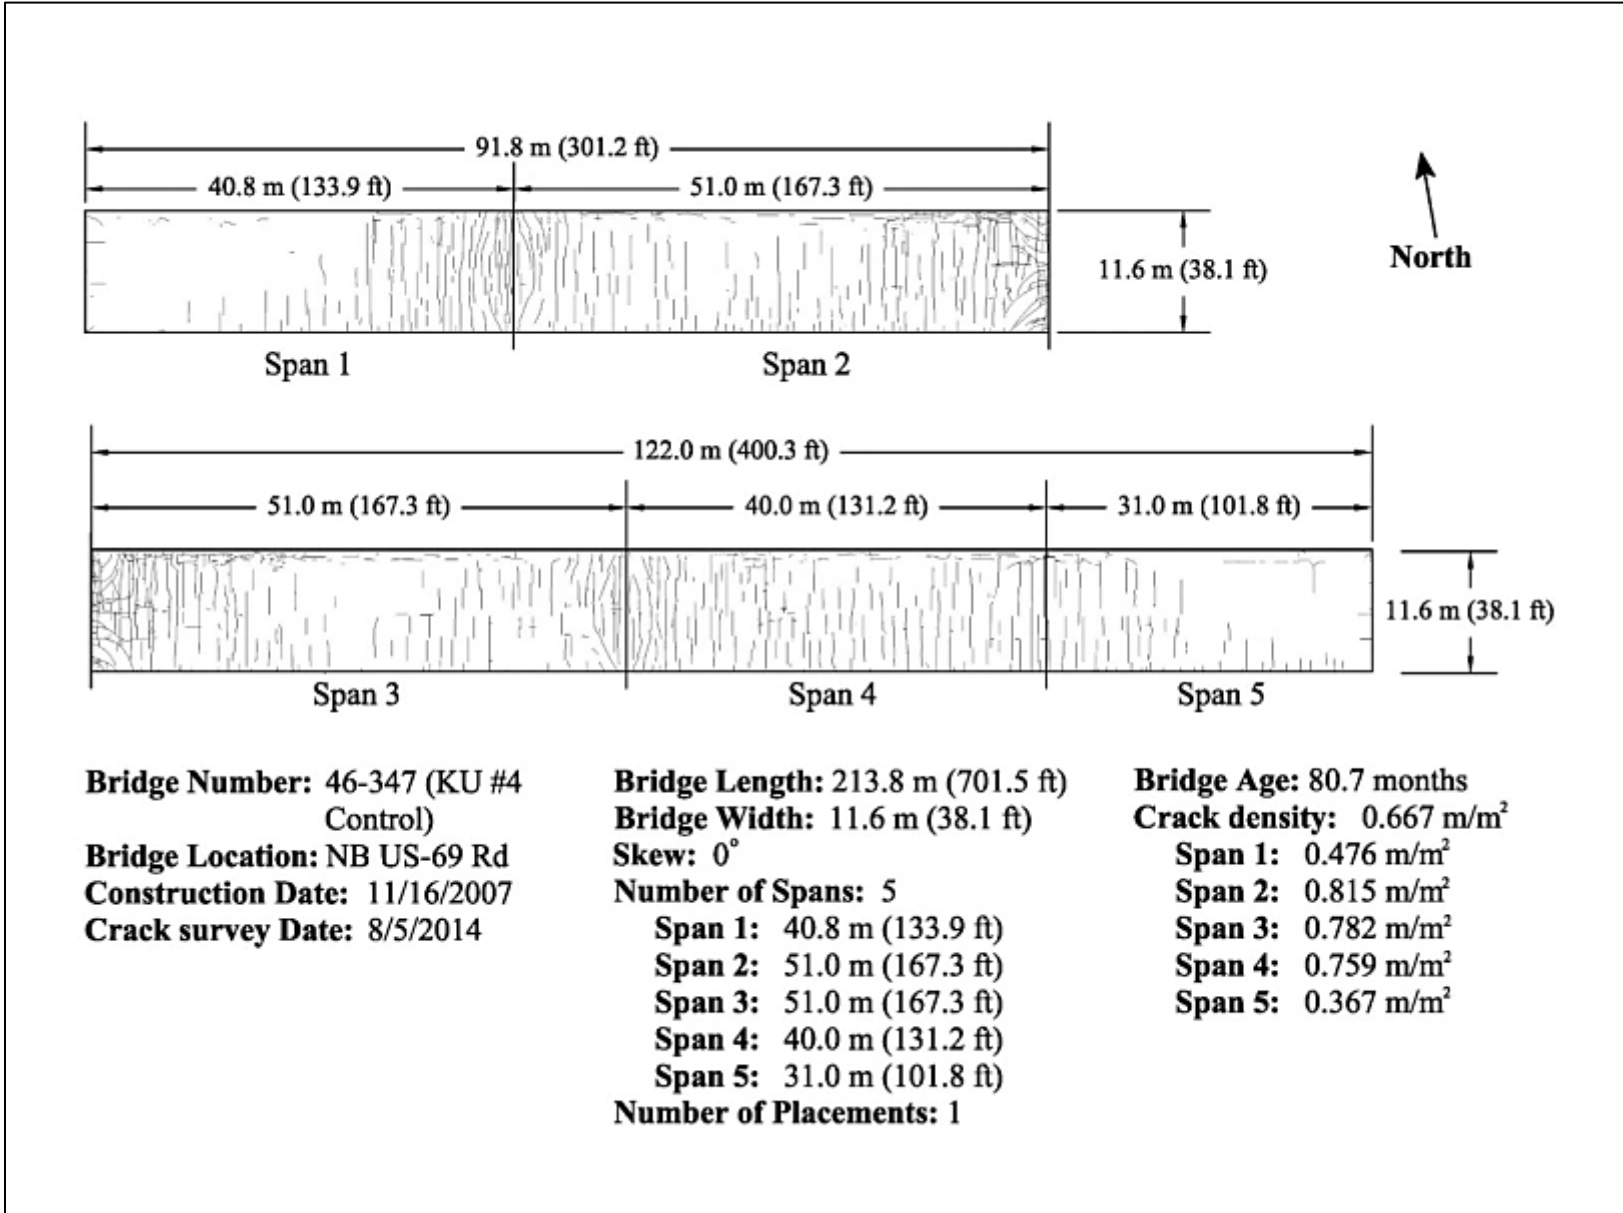 91.8 m (301.2 ft)
40.8 m (133.9 ft)
51.0 m (167.3 ft)
11.6 m (38.1 ft)
North
Span 1
Span 2
122.0 m (400.3 ft)
51.0 m (167.3 ft)
40.0 m (131.2 ft)
31.0 m (101.8 ft)
11.6 m (38.1 ft)
Span 3
Span 4
Span 5
Bridge Number: 46-347 (KU #4
Control)
Bridge Location: NB US-69 Rd
Construction Date: 11/16/2007
Crack survey Date: 8/5/2014
Bridge Length: 213.8 m (701.5 ft)
Bridge Width: 11.6 m (38.1 ft)
Skew: 0°
Number of Spans: 5
Span 1: 40.8 m (133.9 ft)
Span 2: 51.0 m (167.3 ft)
Span 3: 51.0 m (167.3 ft)
Span 4: 40.0 m (131.2 ft)
Span 5: 31.0 m (101.8 ft)
Number of Placements: 1
Bridge Age: 80.7 months
Crack density: 0.667 m/m²
Span 1: 0.476 m/m²
Span 2: 0.815 m/m²
Span 3: 0.782 m/m²
Span 4: 0.759 m/m²
Span 5: 0.367 m/m²